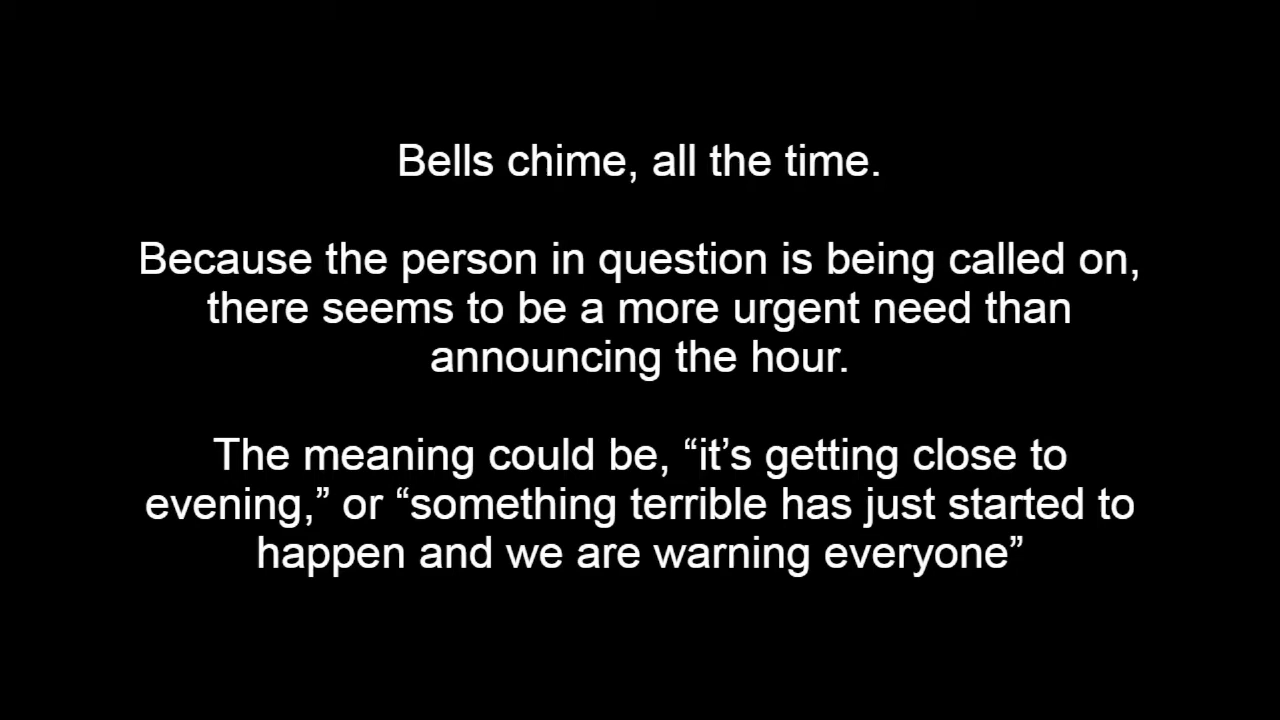 Bells chime, all the time.
Because the person in question is being called on,
there seems to be a more urgent need than
announcing the hour.
The meaning could be, “it’s getting close to
evening,” or “something terrible has just started to
happen and we are warning everyone”